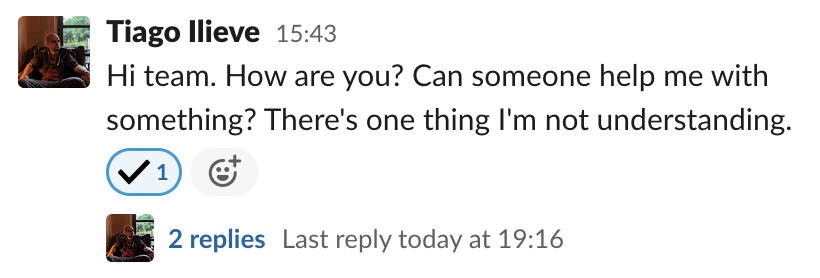 Tiago Ilieve 15:43
Hi team. How are you? Can someone help me with
something? There's one thing I'm not understanding.
1
2 replies Last reply today at 19:16